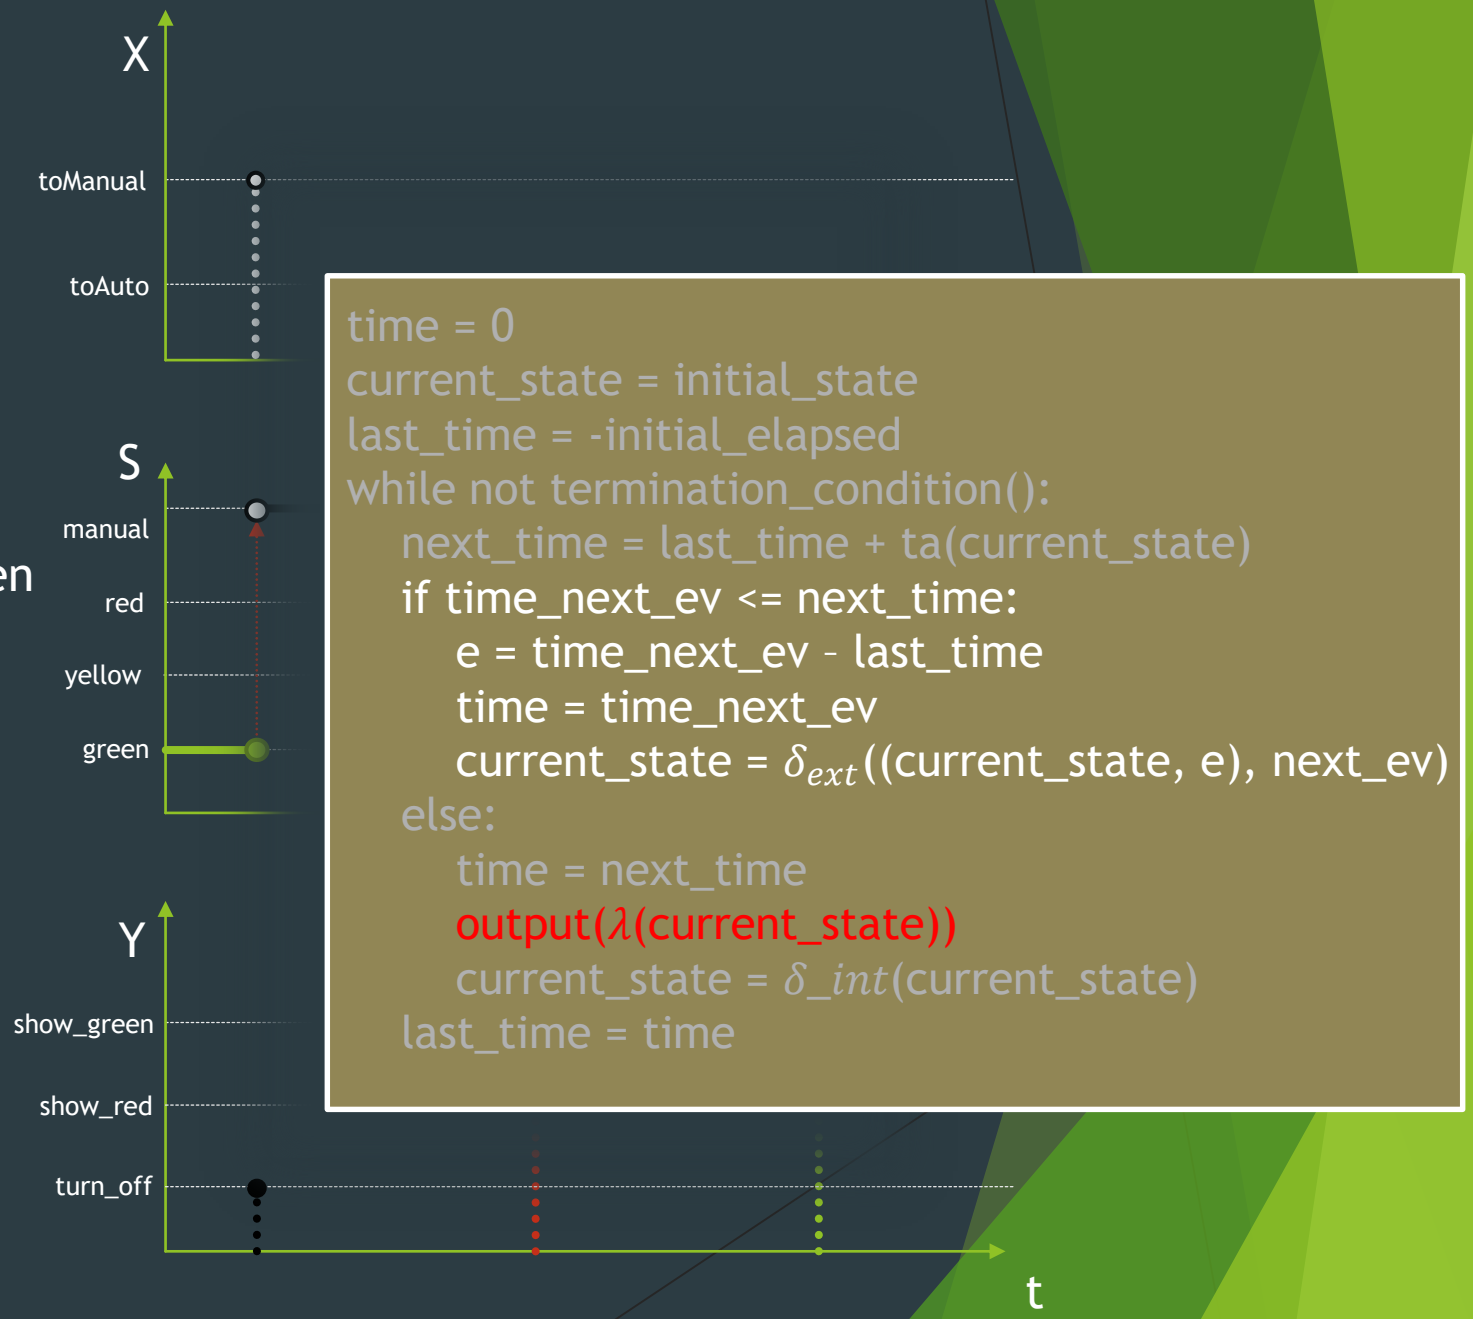 X
toManual
toAuto
time = 0
current_state = initial_state
last_time = -initial_elapsed
while not termination_condition():
next_time = last_time + ta(current_state)
if time_next_ev <= next_time:
e = time_next_ev – last_time
time = time_next_ev
current_state = δ_ext((current_state, e), next_ev)
else:
time = next_time
output(λ(current_state))
current_state = δ_int(current_state)
last_time = time
S
manual
en
red
yellow
green
Y
show_green
show_red
turn_off
t